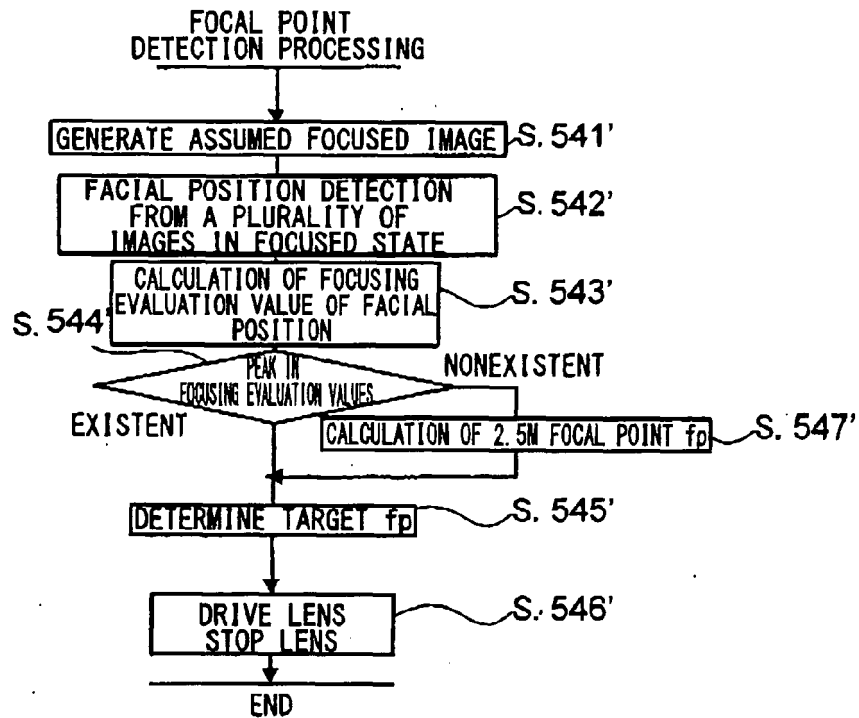 FOCAL POINT
DETECTION PROCESSING
GENERATE ASSUMED FOCUSED IMAGE
S. 541'
FACIAL POSITION DETECTION
FROM A PLURALITY OF
IMAGES IN FOCUSED STATE
S. 542'
CALCULATION OF FOCUSING
EVALUATION VALUE OF FACIAL
POSITION
S. 543'
S. 544'
PEAK IN
FOCUSING EVALUATION VALUES
NONEXISTENT
EXISTENT
CALCULATION OF 2.5M FOCAL POINT fp
S. 547'
DETERMINE TARGET fp
S. 545'
DRIVE LENS
STOP LENS
S. 546'
END